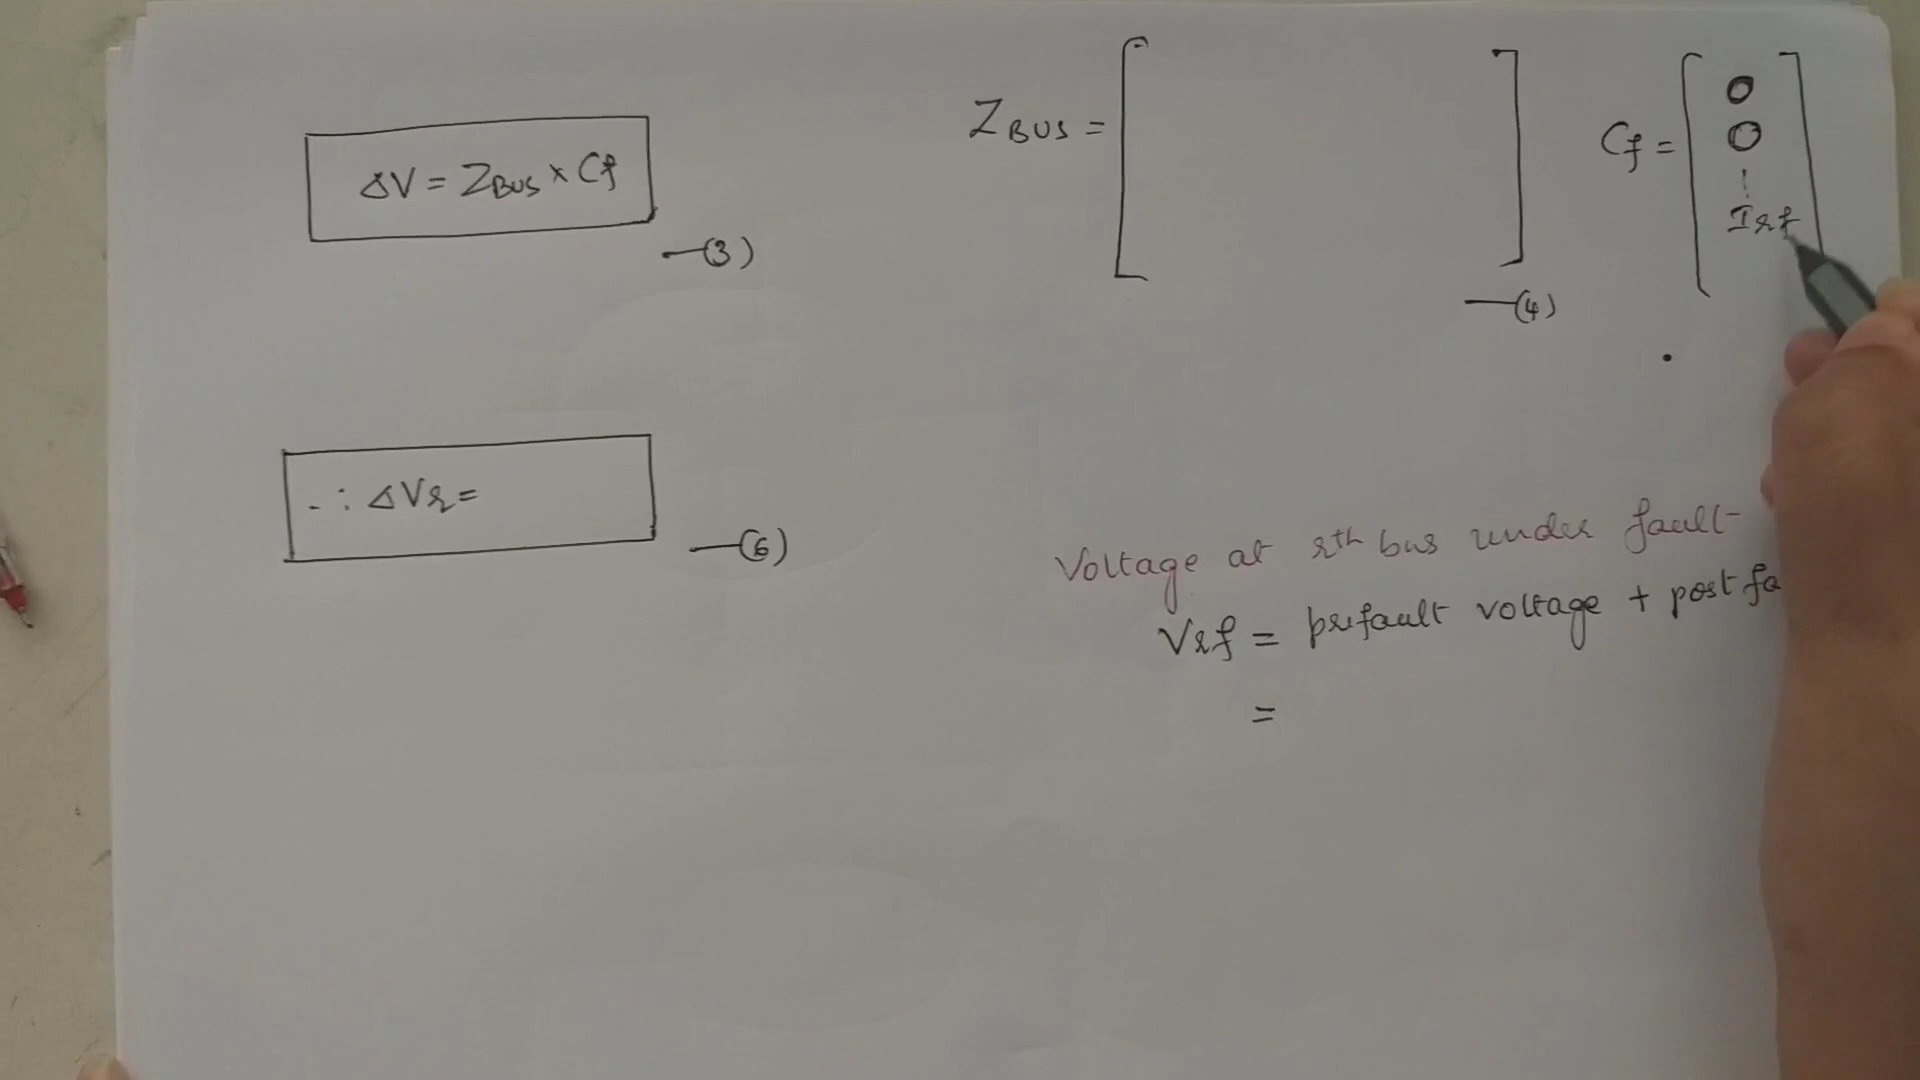 ΔV = ZBUS × Cf
—(3)
ZBUS = [ ]
—(4)
Cf = [ 0
0
¦
Irf
∴ ΔVr =
—(6)
Voltage at rth bus under fault
Vrf = prefault voltage + post fa
=